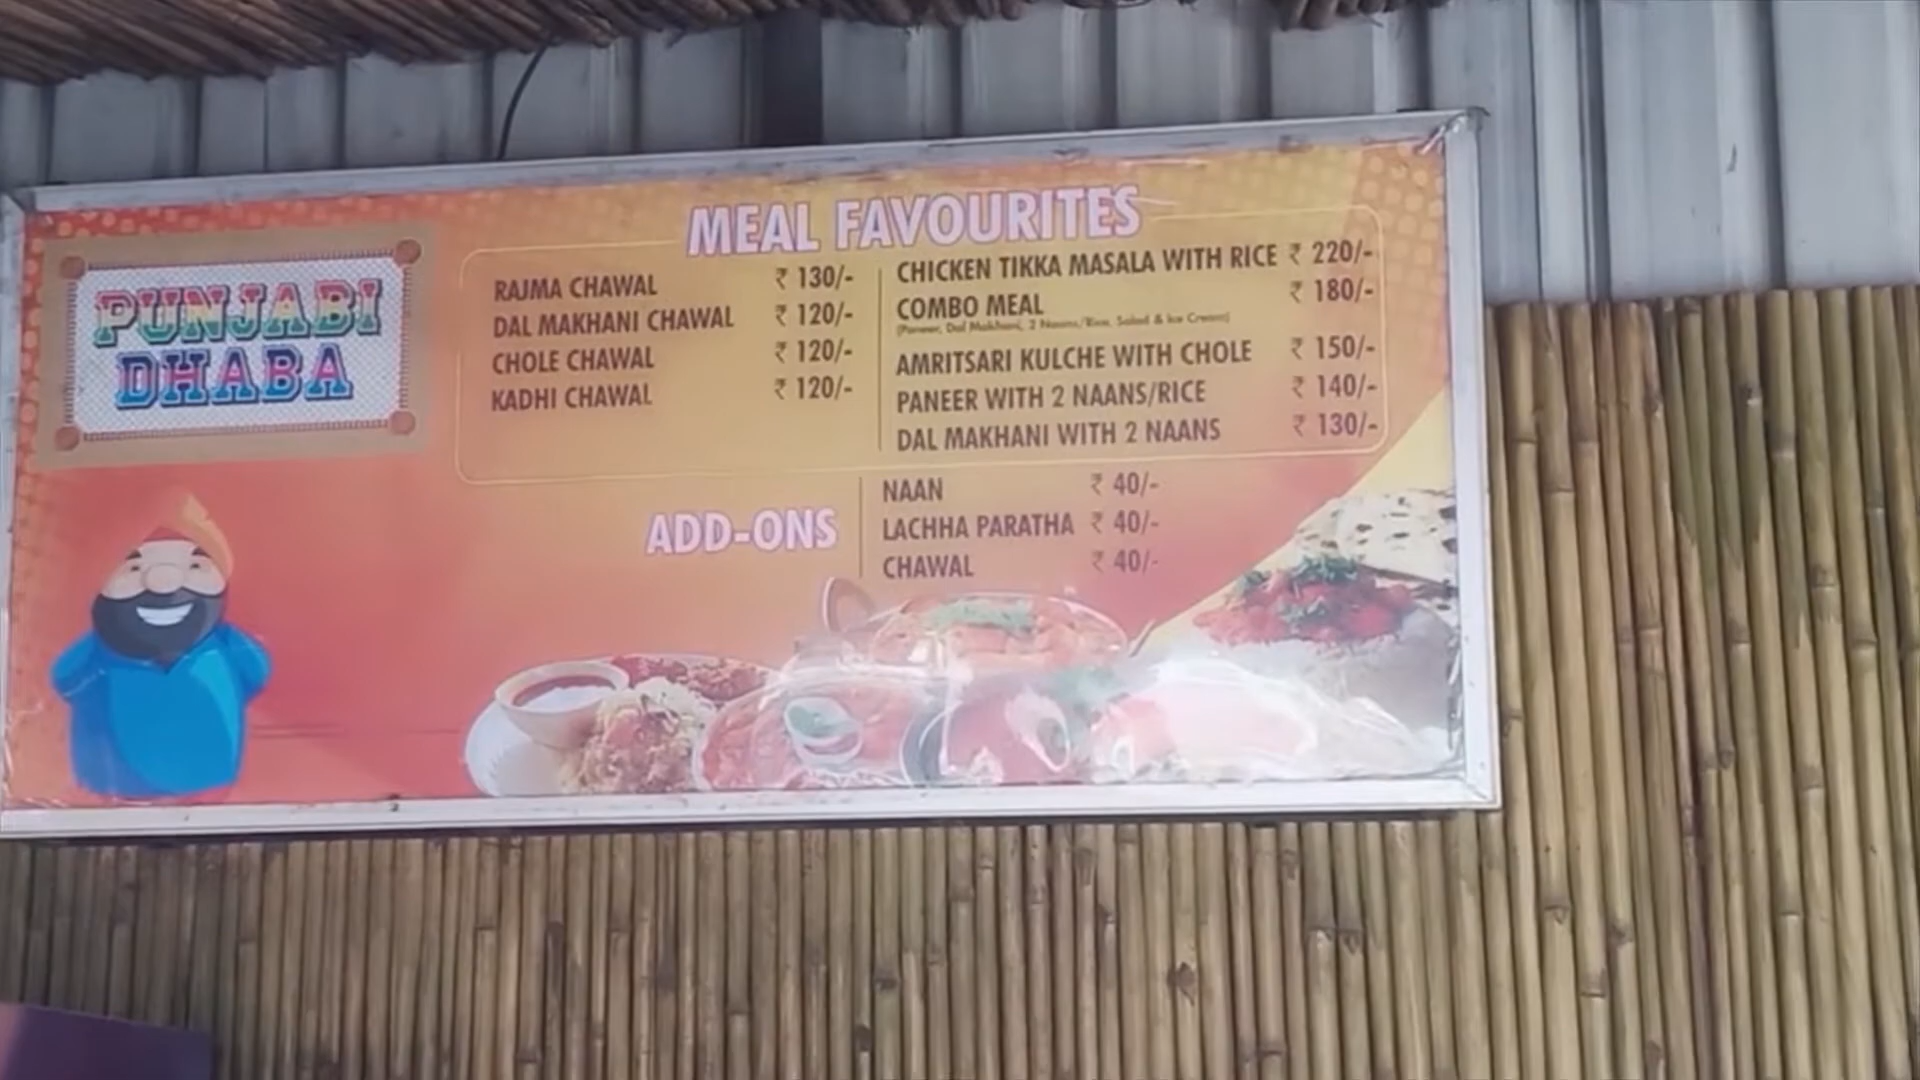 PUNJABI
DHABA
MEAL FAVOURITES
RAJMA CHAWAL ₹ 130/-
DAL MAKHANI CHAWAL ₹ 120/-
CHOLE CHAWAL ₹ 120/-
KADHI CHAWAL ₹ 120/-
CHICKEN TIKKA MASALA WITH RICE ₹ 220/-
COMBO MEAL ₹ 180/-
(Paneer, Dal Makhani, 2 Naans/Rice, Salad & Ice Cream)
AMRITSARI KULCHE WITH CHOLE ₹ 150/-
PANEER WITH 2 NAANS/RICE ₹ 140/-
DAL MAKHANI WITH 2 NAANS ₹ 130/-
ADD-ONS
NAAN ₹ 40/-
LACHHA PARATHA ₹ 40/-
CHAWAL ₹ 40/-